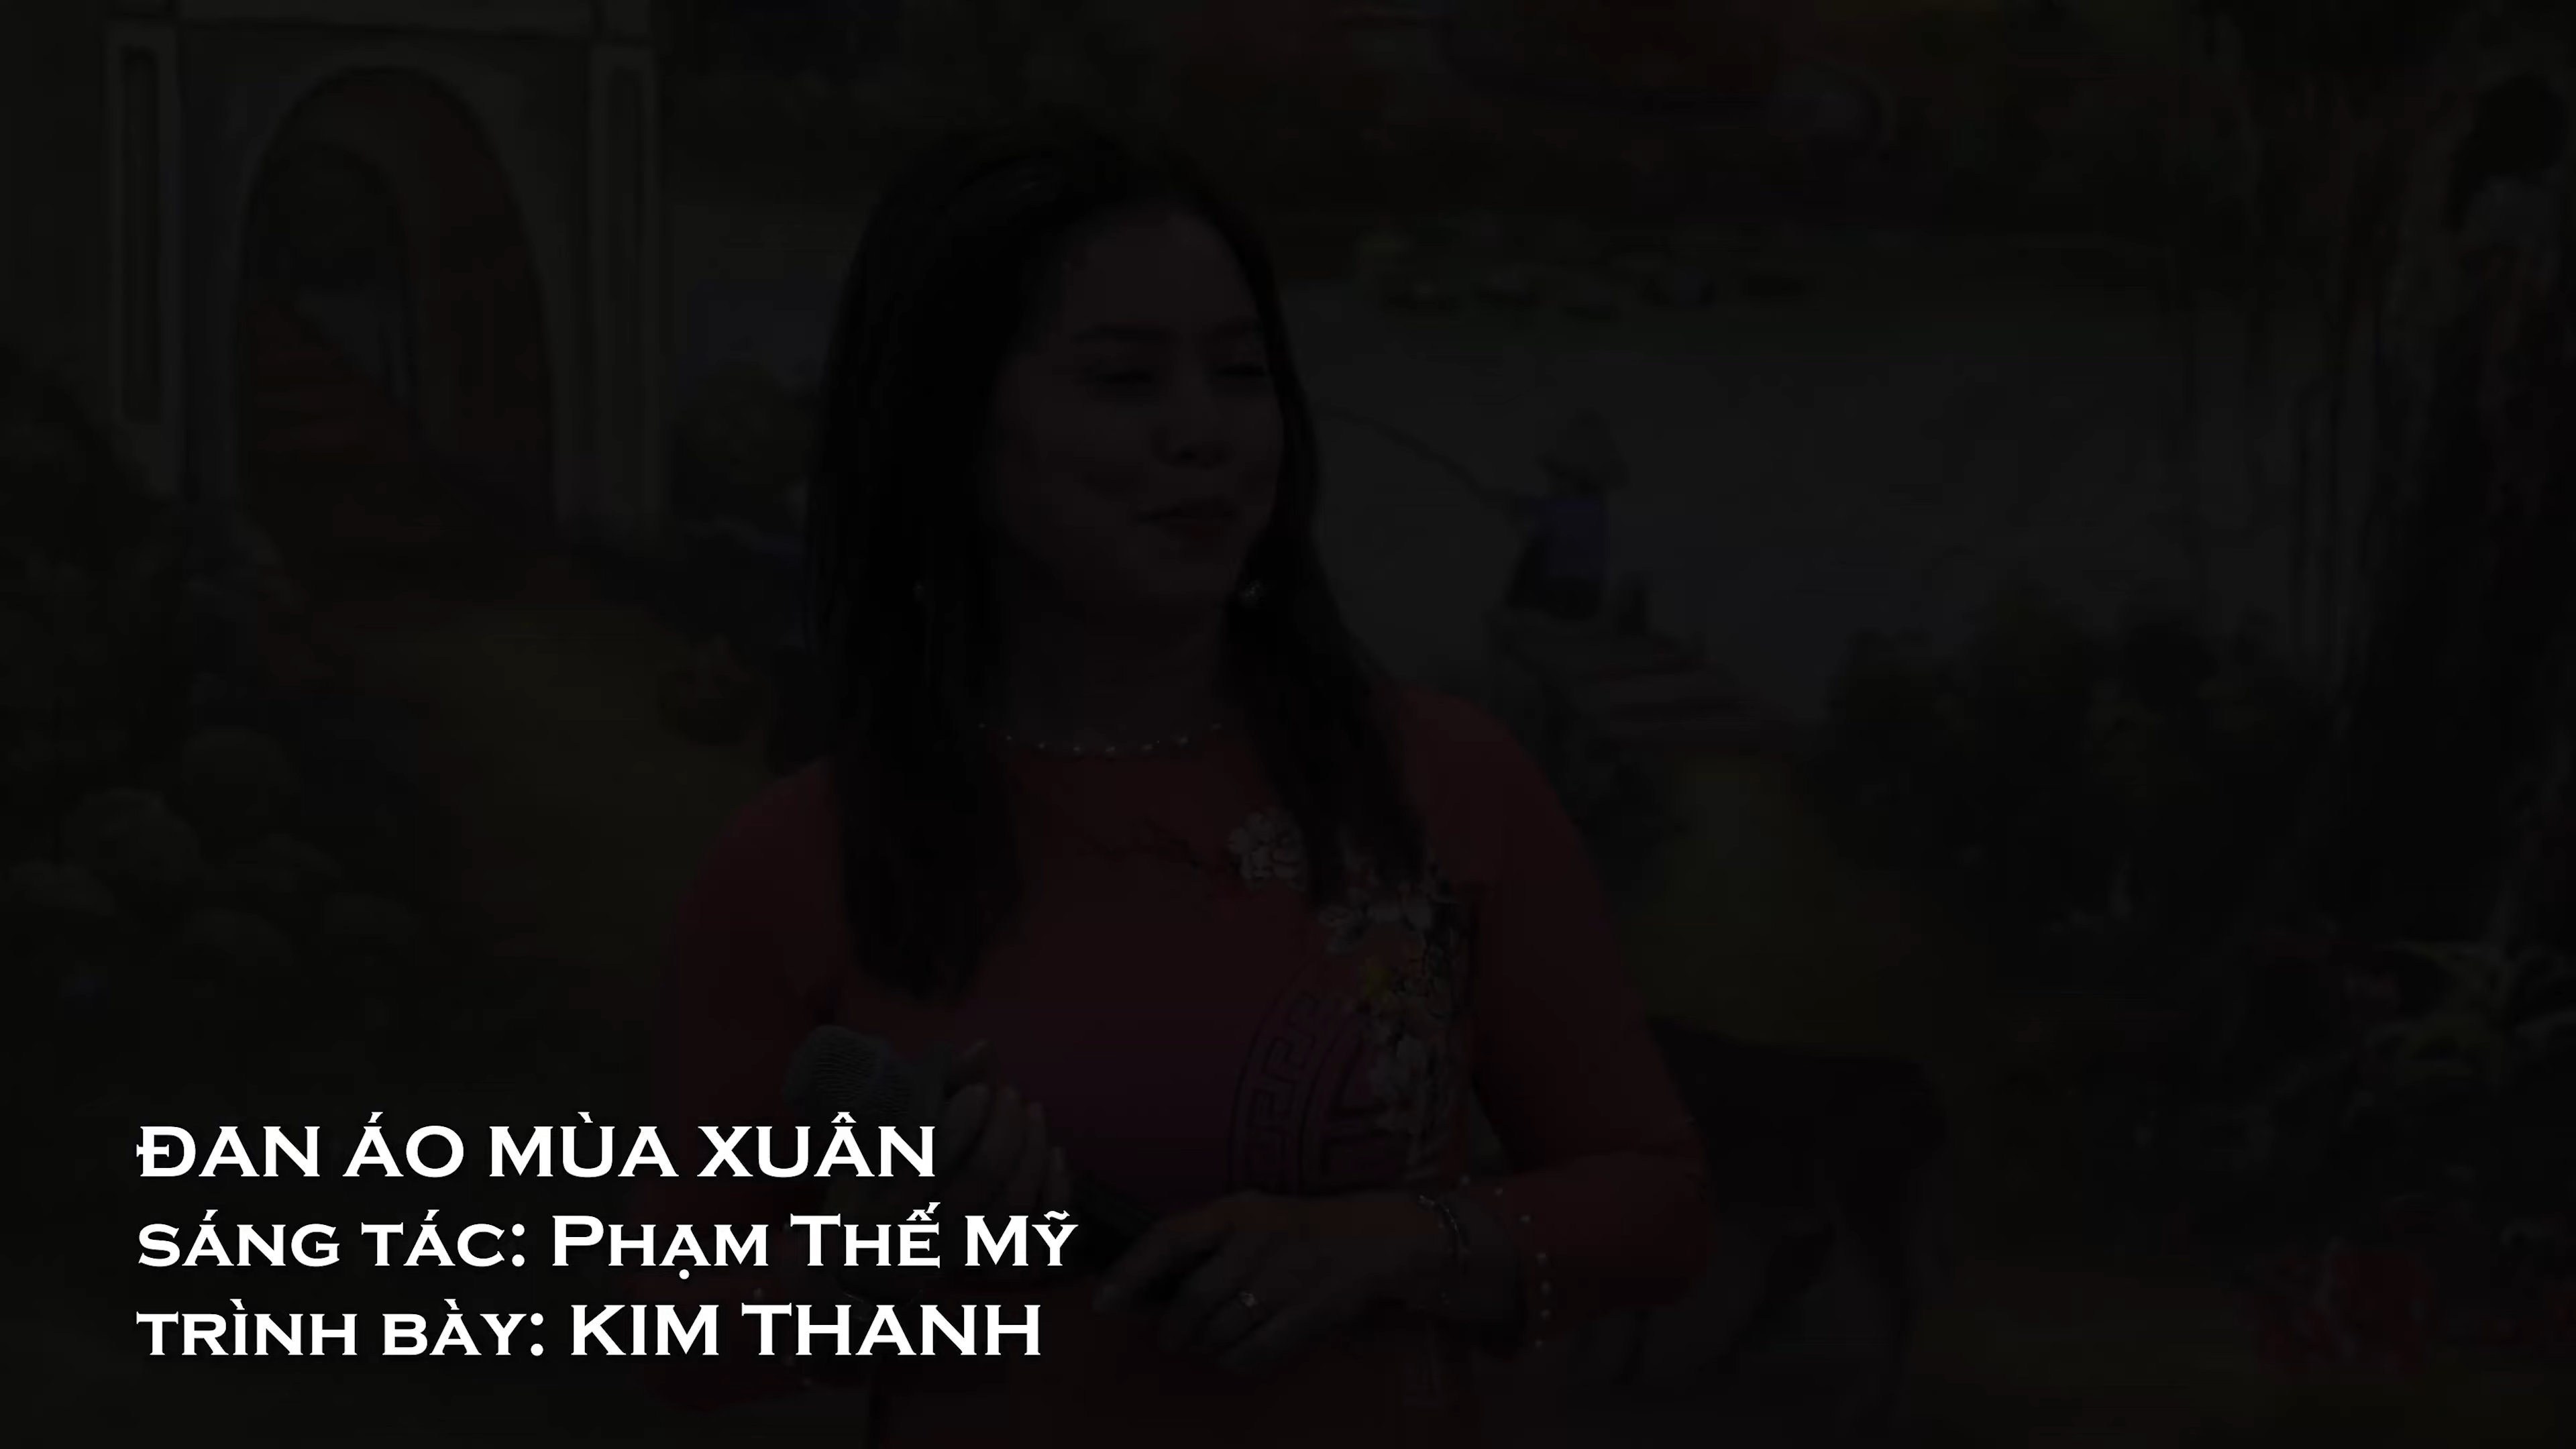 ĐAN ÁO MÙA XUÂN
SÁNG TÁC: PHẠM THẾ MỸ
TRÌNH BÀY: KIM THANH